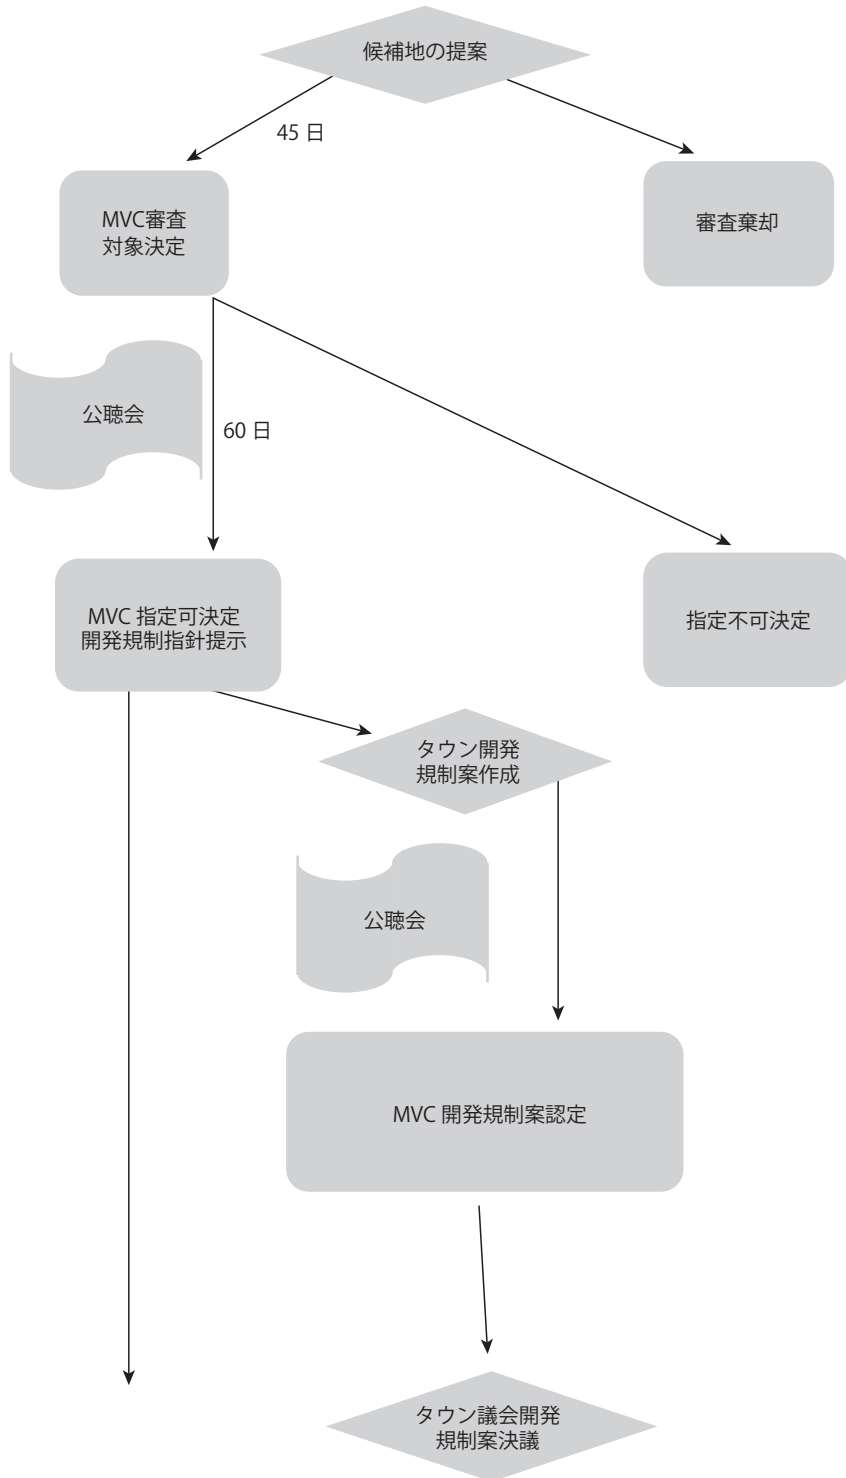 候補地の提案
45 日
MVC審査
対象決定
審査棄却
公聴会
60 日
MVC 指定可決定
開発規制指針提示
指定不可決定
タウン開発
規制案作成
公聴会
MVC 開発規制案認定
タウン議会開発
規制案決議